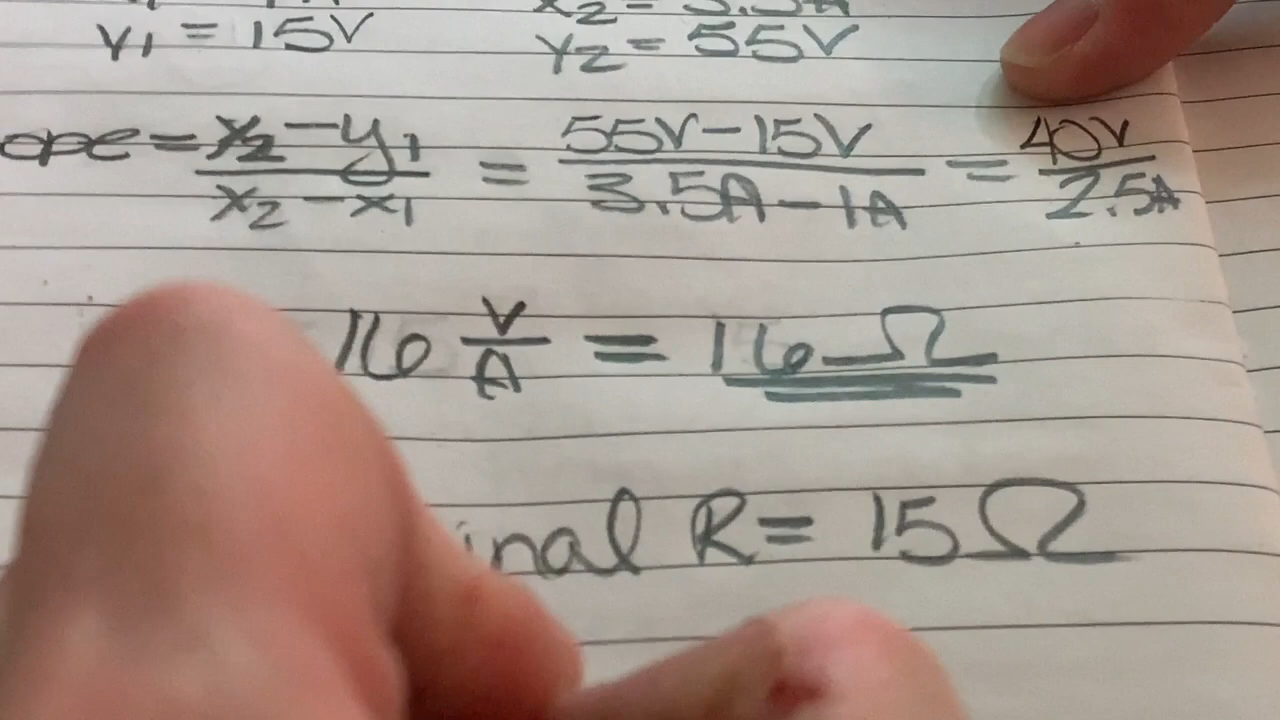 y1 = 15V
x2 = 3.5A
y2 = 55V
ope = y2 - y1 / x2 - x1 = 55V - 15V / 3.5A - 1A = 40V / 2.5A
16 V/A = 16 Ω
inal R = 15 Ω